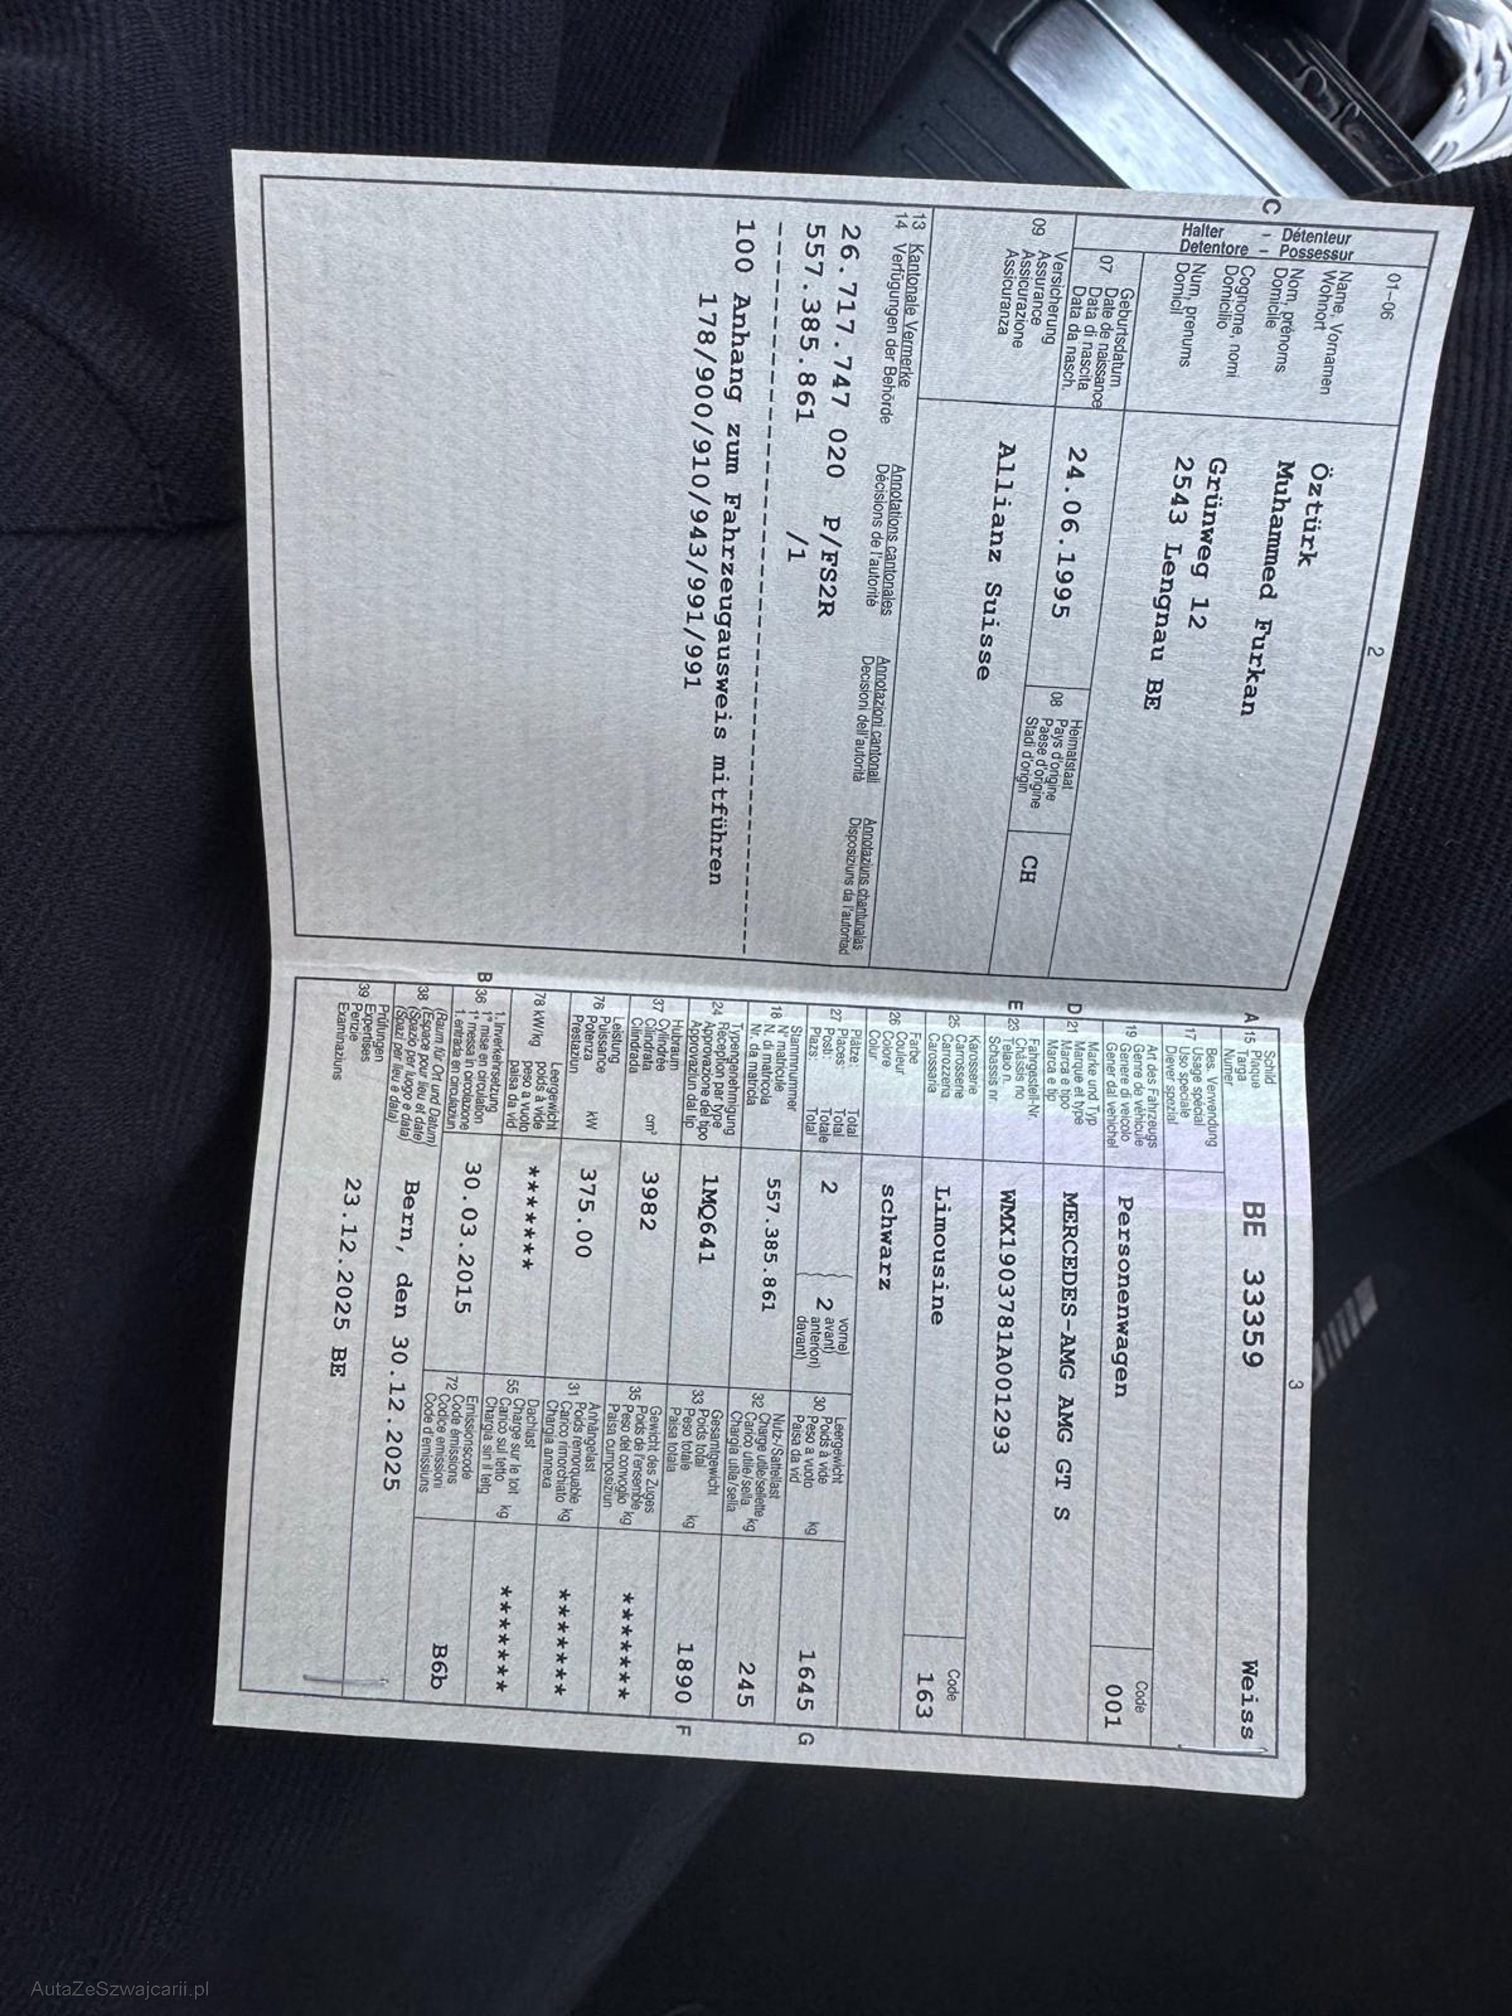 2
01–06
C
Halter - Détenteur
Detentore - Possessur
Name, Vornamen
Wohnort
Nom, prénoms
Domicile
Cognome, nomi
Domicilio
Num, prenums
Domicil
Öztürk
Muhammed Furkan
Grünweg 12
2543 Lengnau BE
07
Geburtsdatum
Date de naissance
Data di nascita
Data da nasch.
24.06.1995
08
Heimatstaat
Pays d'origine
Paese d'origine
Stadi d'origin
CH
09
Versicherung
Assurance
Assicurazione
Assicuranza
Allianz Suisse
13 Kantonale Vermerke Annotations cantonales Annotazioni cantonali Annotaziuns chantunalas
14 Verfügungen der Behörde Décisions de l'autorité Decisioni dell'autorità Disposiziuns da l'autoritad
26.717.747 020 P/FS2R
557.385.861 /1
100 Anhang zum Fahrzeugausweis mitführen
178/900/910/943/991/991
3
A 15
Schild
Plaque
Targa
Numer
BE 33359 Weiss
17
Bes. Verwendung
Usage spécial
Uso speciale
Diever spezial
19
Art des Fahrzeugs
Genre de véhicule
Genere di veicolo
Gener dal vehichel
Personenwagen
Code
001
D 21
Marke und Typ
Marque et type
Marca e tipo
Marca e tip
MERCEDES-AMG AMG GT S
E 23
Fahrgestell-Nr.
Châssis no
Telaio n.
Schassis nr.
WMX1903781A001293
25
Karosserie
Carrosserie
Carrozzeria
Carossaria
Limousine
Code
163
26
Farbe
Couleur
Colore
Colur
schwarz
27
Plätze: Total
Places: Total
Posti: Totale
Plazs: Total
2
2
vorne)
avant)
anteriori)
davant)
30
Leergewicht
Poids à vide
Peso a vuoto
Paisa da vid
kg
1645 G
18
Stammnummer
N° matricule
N. di matricola
Nr. da matricla
557.385.861
32
Nutz-/Sattellast
Charge utile/sellette
Carico utile/sella
Chargia utila/sella
kg
245
24
Typengenehmigung
Réception par type
Approvazione del tipo
Approvaziun dal tip
1MQ641
33
Gesamtgewicht
Poids total
Peso totale
Paisa totala
kg
1890 F
37
Hubraum
Cylindrée
Cilindrata
Cilindrada
cm³
3982
35
Gewicht des Zuges
Poids de l'ensemble
Peso del convoglio
Paisa cumposiziun
kg
*******
76
Leistung
Puissance
Potenza
Prestaziun
kW
375.00
31
Anhängelast
Poids remorquable
Carico rimorchiato
Chargia annexa
kg
*******
78 kW/kg
Leergewicht
poids à vide
peso a vuoto
paisa da vid
*******
55
Dachlast
Charge sur le toit
Carico sul tetto
Chargia sin il tetg
kg
*******
B 36
1. Inverkehrsetzung
1re mise en circulation
1a messa in circolazione
1. entrada en circulaziun
30.03.2015
72
Emissionscode
Code émissions
Codice emissioni
Code d'emissiuns
B6b
38
(Raum für Ort und Datum)
(Espace pour lieu et date)
(Spazio per luogo e data)
(Spazi per lieu e data)
Bern, den 30.12.2025
39
Prüfungen
Expertises
Perizie
Examinaziuns
23.12.2025 BE
AutaZeSzwajcarii.pl